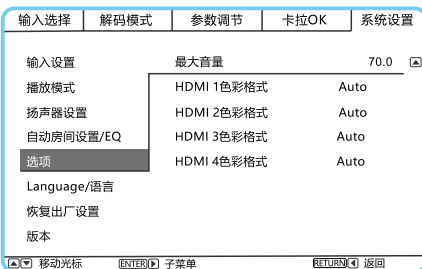 输入选择 解码模式 参数调节 卡拉OK 系统设置
输入设置 最大音量 70.0
播放模式 HDMI 1色彩格式 Auto
扬声器设置 HDMI 2色彩格式 Auto
自动房间设置/EQ HDMI 3色彩格式 Auto
选项 HDMI 4色彩格式 Auto
Language/语言
恢复出厂设置
版本
移动光标 ENTER 子菜单 RETURN 返回